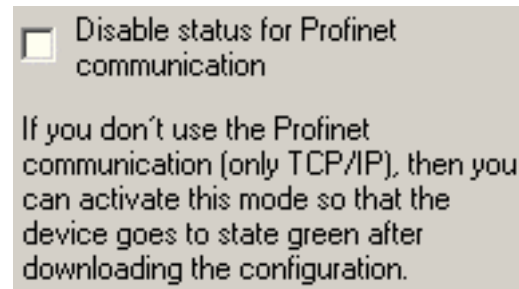 Disable status for Profinet
communication
If you don´t use the Profinet
communication (only TCP/IP), then you
can activate this mode so that the
device goes to state green after
downloading the configuration.